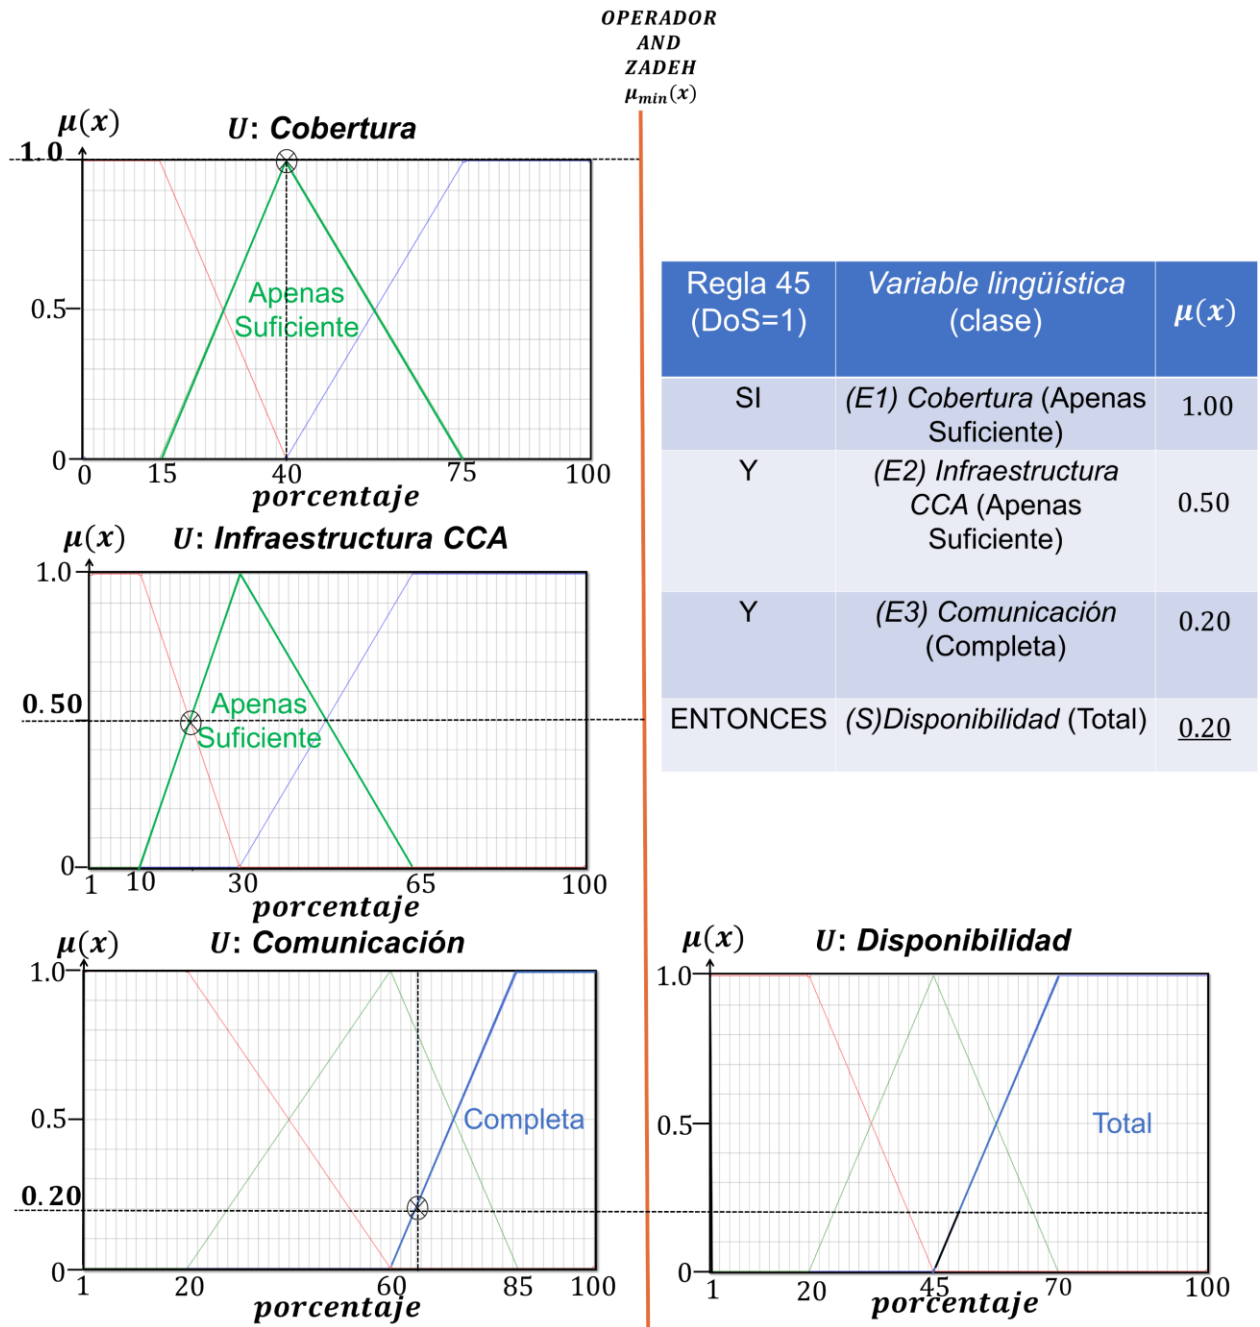 OPERADOR
AND
ZADEH
μmin(x)
μ(x)
U: Cobertura
1.0
0.5
0
Apenas
Suficiente
0 15 40 75 100
porcentaje
μ(x)
U: Infraestructura CCA
1.0
0.50
0
Apenas
Suficiente
1 10 30 65 100
porcentaje
μ(x)
U: Comunicación
1.0
0.5
0.20
0
Completa
1 20 60 85 100
porcentaje
Regla 45
(DoS=1)
Variable lingüística
(clase)
μ(x)
SI
(E1) Cobertura (Apenas
Suficiente)
1.00
Y
(E2) Infraestructura
CCA (Apenas
Suficiente)
0.50
Y
(E3) Comunicación
(Completa)
0.20
ENTONCES
(S)Disponibilidad (Total)
0.20
μ(x)
U: Disponibilidad
1.0
0.5
0
Total
1 20 45 70 100
porcentaje